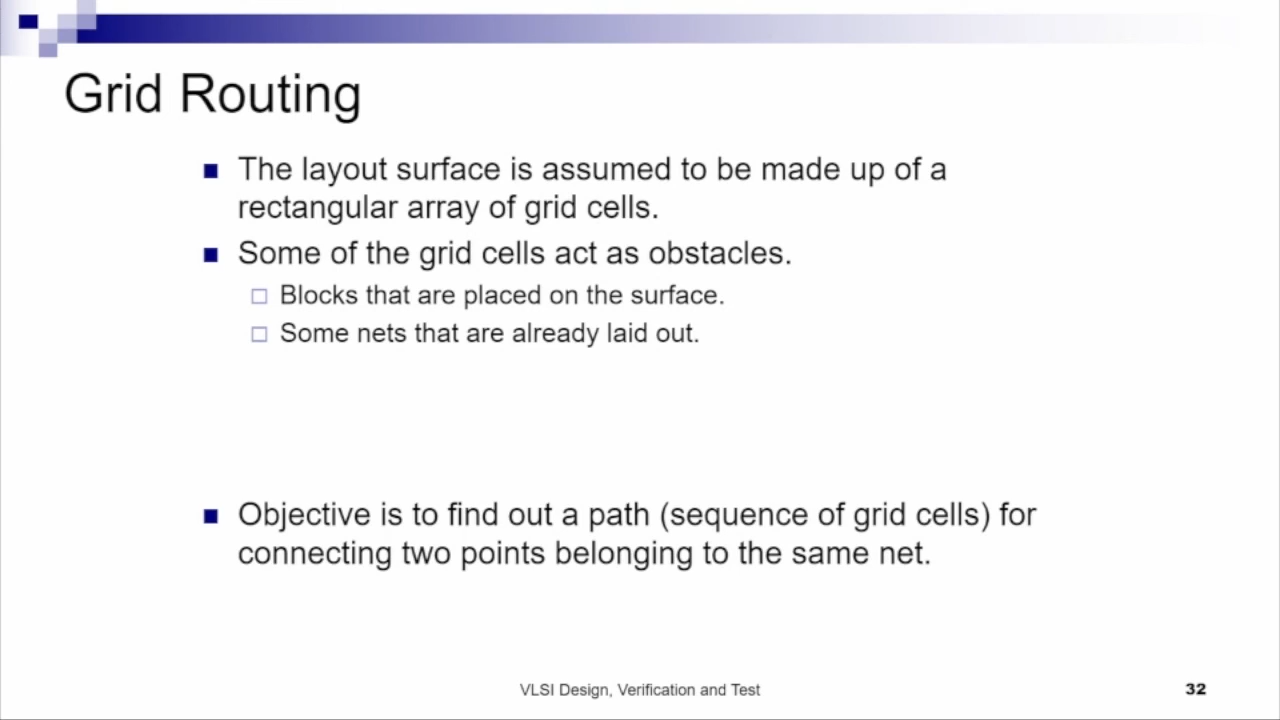 Grid Routing
The layout surface is assumed to be made up of a
rectangular array of grid cells.
Some of the grid cells act as obstacles.
Blocks that are placed on the surface.
Some nets that are already laid out.
Objective is to find out a path (sequence of grid cells) for
connecting two points belonging to the same net.
VLSI Design, Verification and Test
32